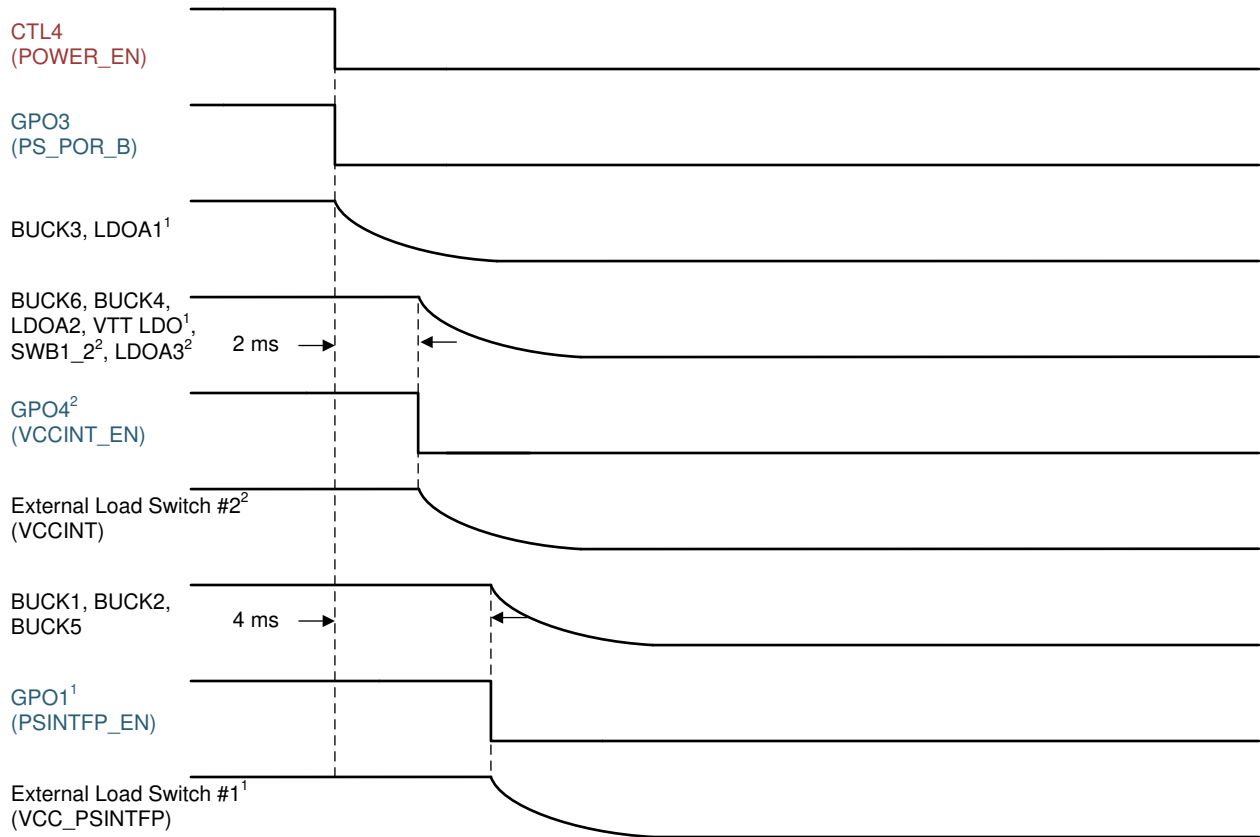 CTL4
(POWER_EN)
GPO3
(PS_POR_B)
BUCK3, LDOA1¹
BUCK6, BUCK4,
LDOA2, VTT LDO¹,
SWB1_2², LDOA3²
2 ms
GPO4²
(VCCINT_EN)
External Load Switch #2²
(VCCINT)
BUCK1, BUCK2,
BUCK5
4 ms
GPO1¹
(PSINTFP_EN)
External Load Switch #1¹
(VCC_PSINTFP)